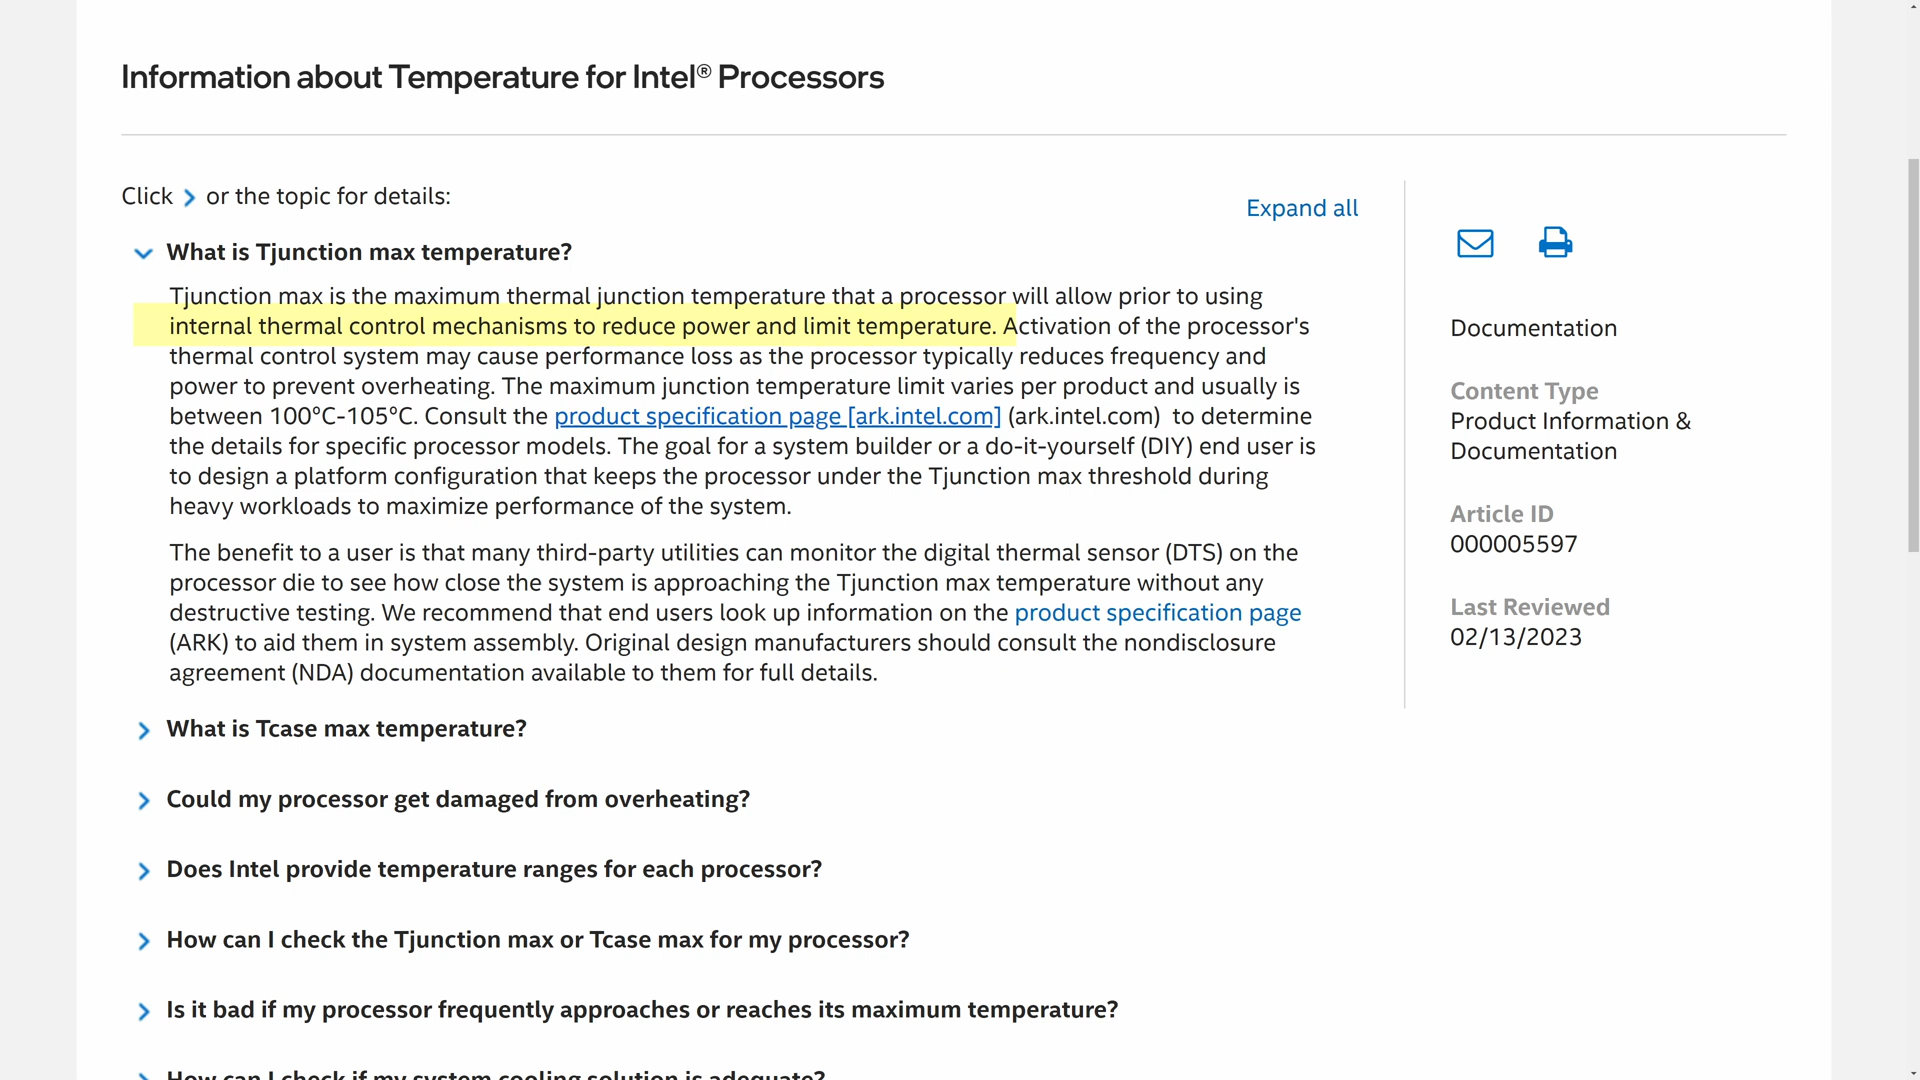 Information about Temperature for Intel® Processors
Click > or the topic for details:
Expand all
What is Tjunction max temperature?
Tjunction max is the maximum thermal junction temperature that a processor will allow prior to using
internal thermal control mechanisms to reduce power and limit temperature. Activation of the processor's
thermal control system may cause performance loss as the processor typically reduces frequency and
power to prevent overheating. The maximum junction temperature limit varies per product and usually is
between 100ºC-105ºC. Consult the product specification page [ark.intel.com] (ark.intel.com) to determine
the details for specific processor models. The goal for a system builder or a do-it-yourself (DIY) end user is
to design a platform configuration that keeps the processor under the Tjunction max threshold during
heavy workloads to maximize performance of the system.
The benefit to a user is that many third-party utilities can monitor the digital thermal sensor (DTS) on the
processor die to see how close the system is approaching the Tjunction max temperature without any
destructive testing. We recommend that end users look up information on the product specification page
(ARK) to aid them in system assembly. Original design manufacturers should consult the nondisclosure
agreement (NDA) documentation available to them for full details.
What is Tcase max temperature?
Could my processor get damaged from overheating?
Does Intel provide temperature ranges for each processor?
How can I check the Tjunction max or Tcase max for my processor?
Is it bad if my processor frequently approaches or reaches its maximum temperature?
How can I check if my system cooling solution is adequate?
Documentation
Content Type
Product Information &
Documentation
Article ID
000005597
Last Reviewed
02/13/2023